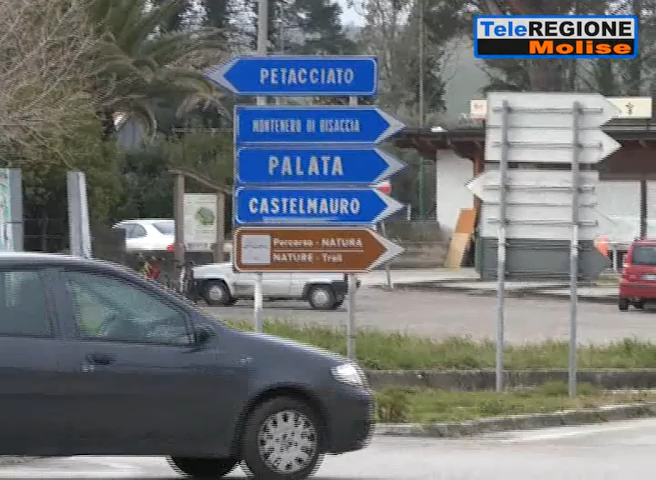 TeleREGIONE
Molise
PETACCIATO
MONTENERO DI BISACCIA
PALATA
CASTELMAURO
Percorso - NATURA
NATURE - Trail